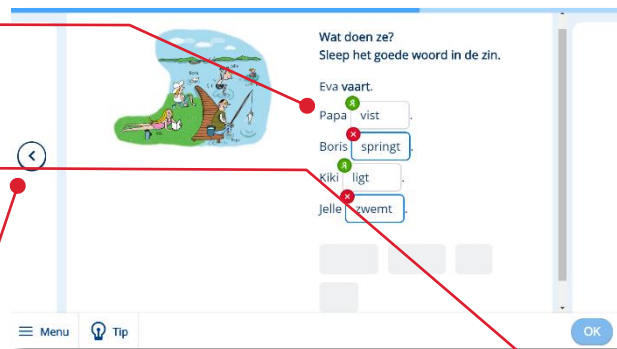 Wat doen ze?
Sleep het goede woord in de zin.
Eva vaart.
Papa vist .
Boris springt .
Kiki ligt .
Jelle zwemt .
Menu Tip OK